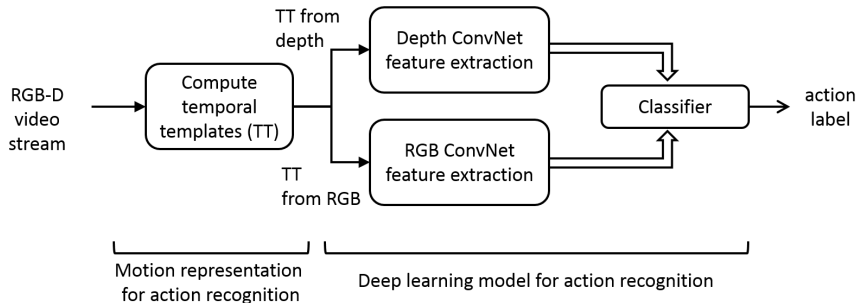 RGB-D
video
stream
Compute
temporal
templates (TT)
TT from
depth
TT
from RGB
Depth ConvNet
feature extraction
RGB ConvNet
feature extraction
Classifier
action
label
Motion representation
for action recognition
Deep learning model for action recognition